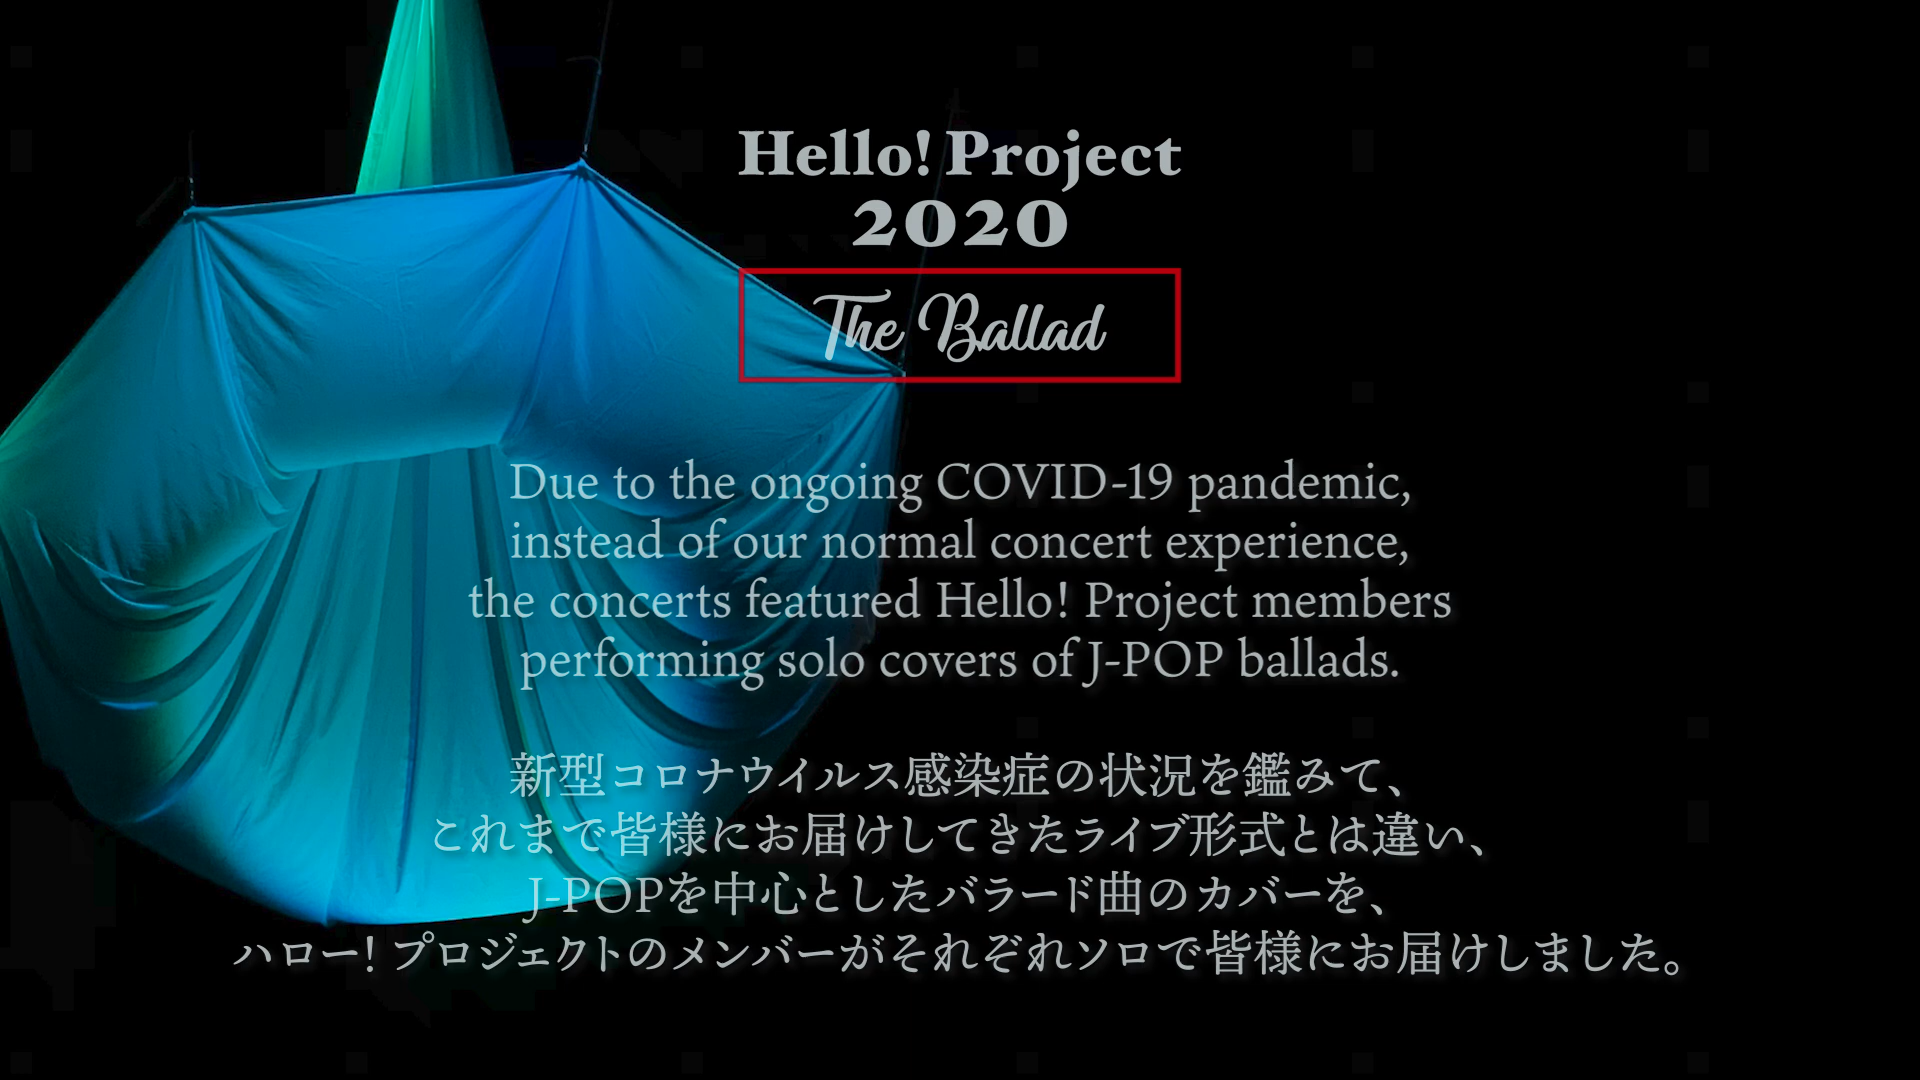 Hello! Project
2020
The Ballad
Due to the ongoing COVID-19 pandemic,
instead of our normal concert experience,
the concerts featured Hello! Project members
performing solo covers of J-POP ballads.
新型コロナウイルス感染症の状況を鑑みて、
これまで皆様にお届けしてきたライブ形式とは違い、
J-POPを中心としたバラード曲のカバーを、
ハロー! プロジェクトのメンバーがそれぞれソロで皆様にお届けしました。